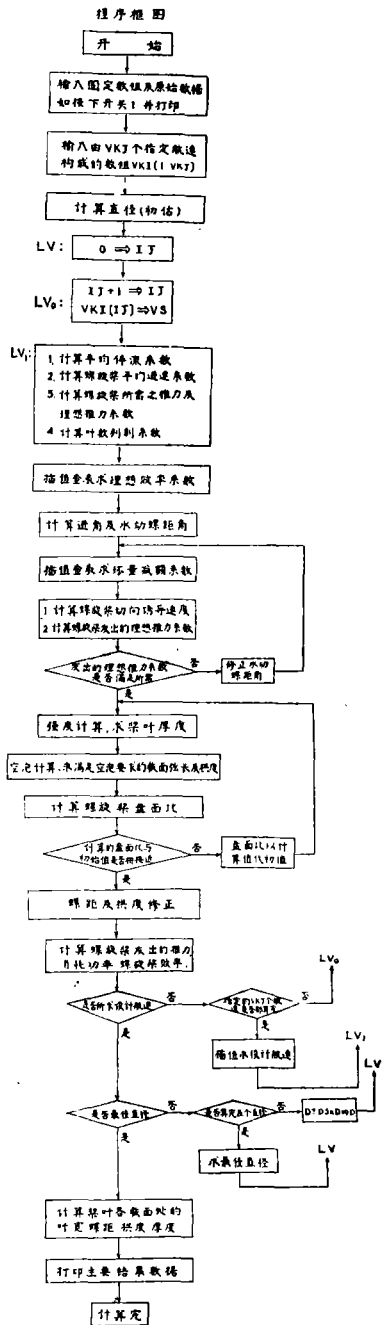 程序框图
开 始
输入固定数组及原始数据
如按下开关1 并打印
输入由VKJ个指定航速
构成的数组VKI(1 VKJ)
计算直径(初估)
LV:
0 ⇒ IJ
LV₀:
IJ+1 ⇒ IJ
VKI[IJ]⇒VS
LV₁:
1. 计算平均伴流系数
2. 计算螺旋桨平均进速系数
3. 计算螺旋桨所需之推力及
理想推力系数
4 计算叶数判别系数
插值查表求理想效率系数
计算进角及水动螺距角
插值查表求环量减额系数
1 计算螺旋桨切向诱导速度
2 计算螺旋桨发出的理想推力系数
发出的理想推力系数
是否满足所需
否
修正水动
螺距角
是
强度计算,求桨叶厚度
空泡计算、求满足空泡要求的截面弦长及拱度
计算螺旋桨盘面比
计算的盘面比与
初始值是否相接近
否
盘面比以计
算值代初值
是
螺距及拱度修正
计算螺旋桨发出的推力
消耗功率 螺旋桨效率.
是否所求设计航速
否
指定的VKJ个航
速是否都算完
LV₀
是
是
插值求设计航速
LV₁
是否最佳直径
否
是否算完五个直径
否
LV
是
是
求最佳直径
LV
计算桨叶各截面处的
叶宽 螺距 拱度 厚度
打印主要结果数据
计算完